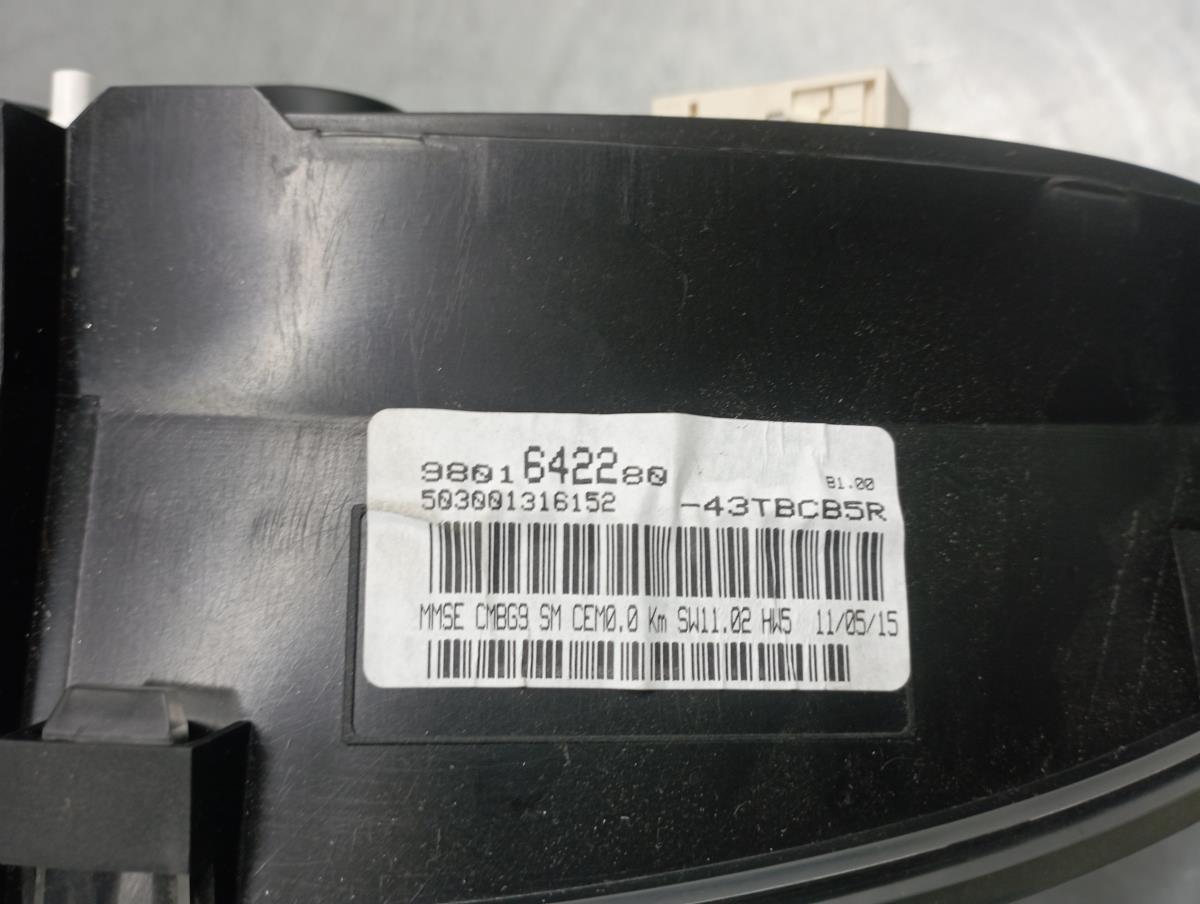 9801642280 B1.00
503001316152 -43TBCB5R
MMSE CMBG9 SM CEM0.0 Km SW11.02 HW5 11/05/15